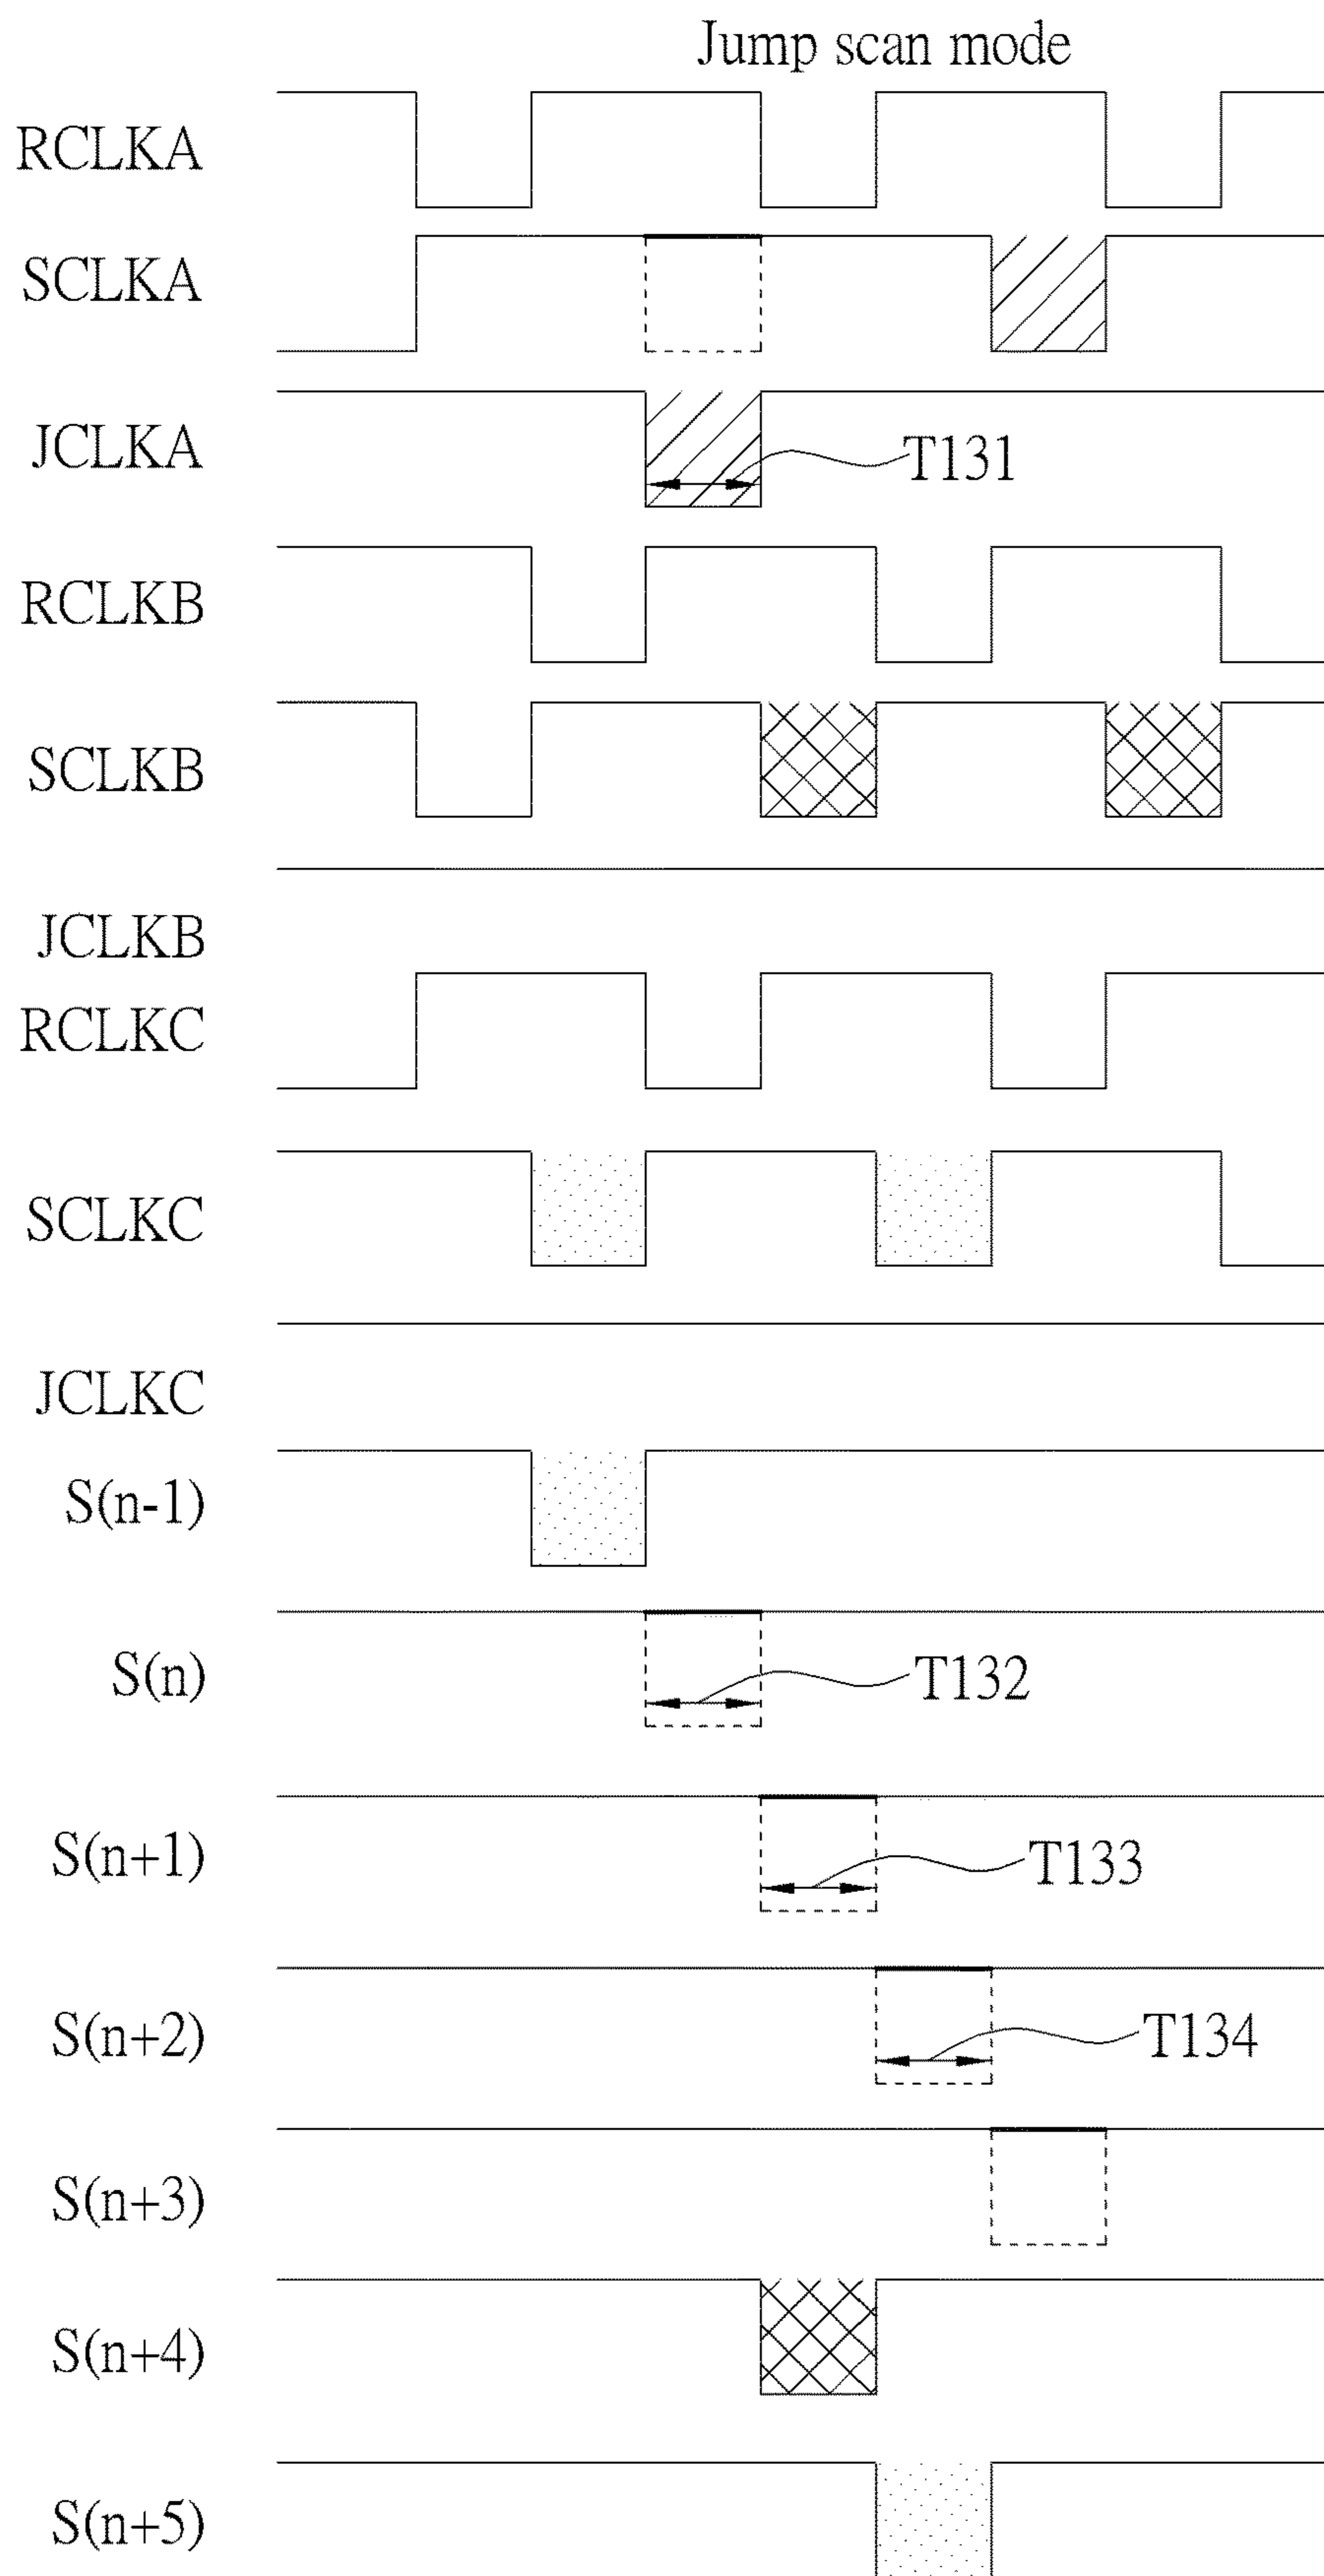 Jump scan mode
RCLKA
SCLKA
JCLKA
T131
RCLKB
SCLKB
JCLKB
RCLKC
SCLKC
JCLKC
S(n-1)
S(n)
T132
S(n+1)
T133
S(n+2)
T134
S(n+3)
S(n+4)
S(n+5)